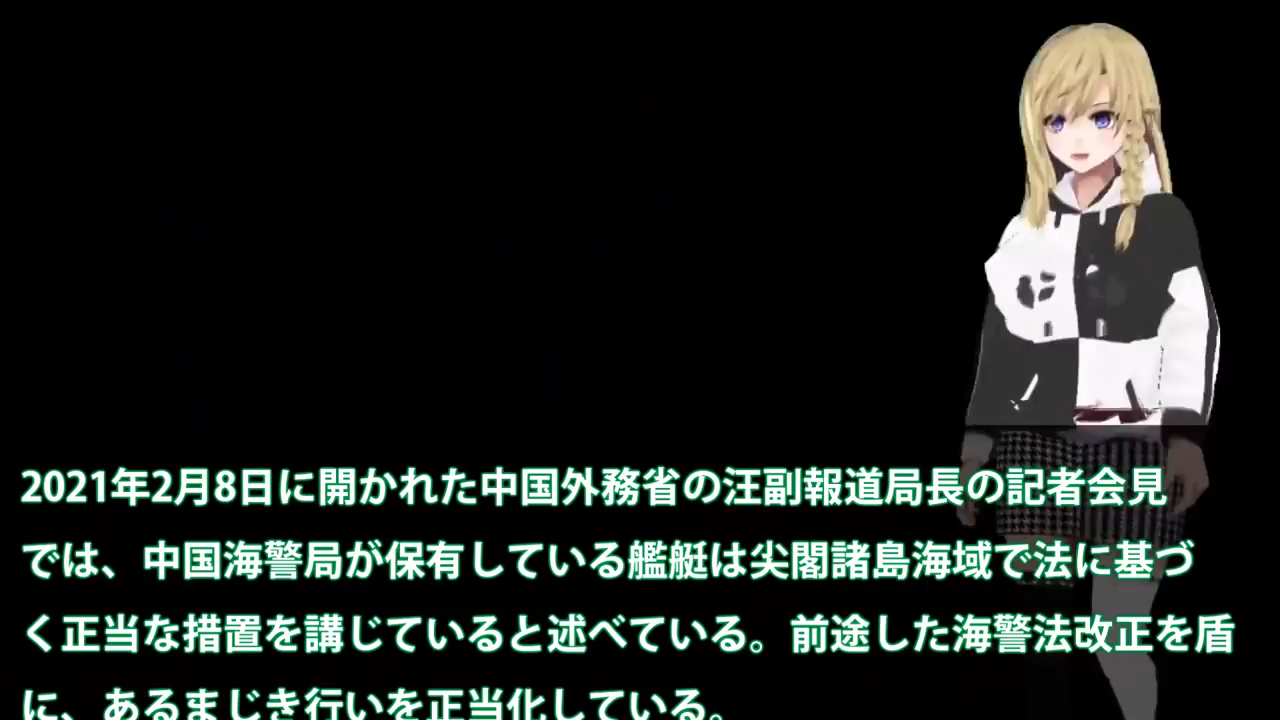 2021年2月8日に開かれた中国外務省の汪副報道局長の記者会見
では、中国海警局が保有している艦艇は尖閣諸島海域で法に基づ
く正当な措置を講じていると述べている。前途した海警法改正を盾
に、あるまじき行いを正当化している。